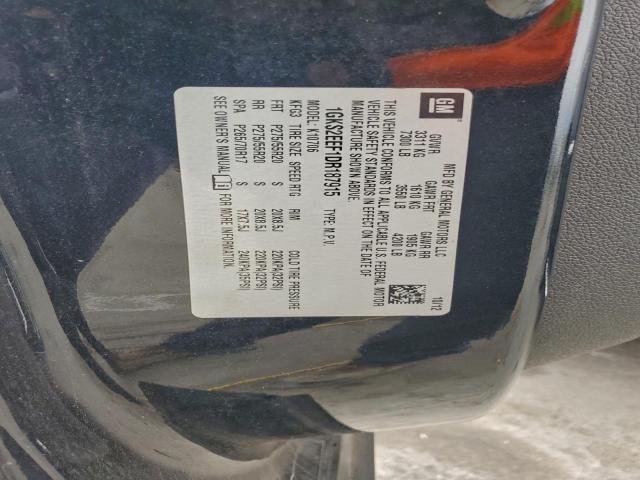 GM
MFD BY GENERAL MOTORS LLC 10/12
GVWR GAWR FRT GAWR RR
3311 KG 1610 KG 1905 KG
7300 LB 3550 LB 4200 LB
THIS VEHICLE CONFORMS TO ALL APPLICABLE U.S. FEDERAL MOTOR
VEHICLE SAFETY STANDARDS IN EFFECT ON THE DATE OF
MANUFACTURE SHOWN ABOVE.
1GKS2EEF1DR187915 TYPE: M.P.V.
MODEL: K10706
KFG3 TIRE SIZE SPEED RTG RIM COLD TIRE PRESSURE
FRT P275/55R20 S 20X8.5J 220KPA(32PSI)
RR P275/55R20 S 20X8.5J 220KPA(32PSI)
SPA P265/70R17 S 17X7.5J 240KPA(35PSI)
SEE OWNER'S MANUAL FOR MORE INFORMATION.